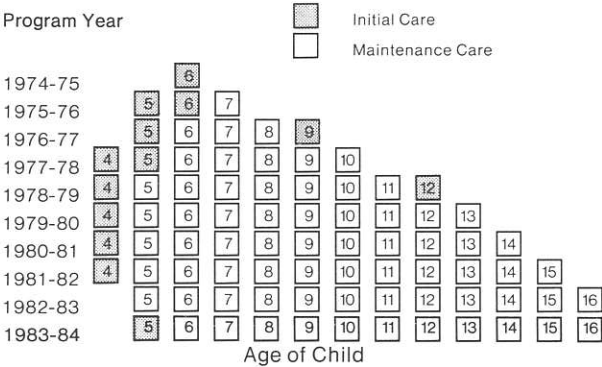 Program Year
Initial Care
Maintenance Care
1974-75 6
1975-76 5 6 7
1976-77 5 6 7 8 9
1977-78 4 5 6 7 8 9 10
1978-79 4 5 6 7 8 9 10 11 12
1979-80 4 5 6 7 8 9 10 11 12 13
1980-81 4 5 6 7 8 9 10 11 12 13 14
1981-82 4 5 6 7 8 9 10 11 12 13 14 15
1982-83 5 6 7 8 9 10 11 12 13 14 15 16
1983-84 5 6 7 8 9 10 11 12 13 14 15 16
Age of Child